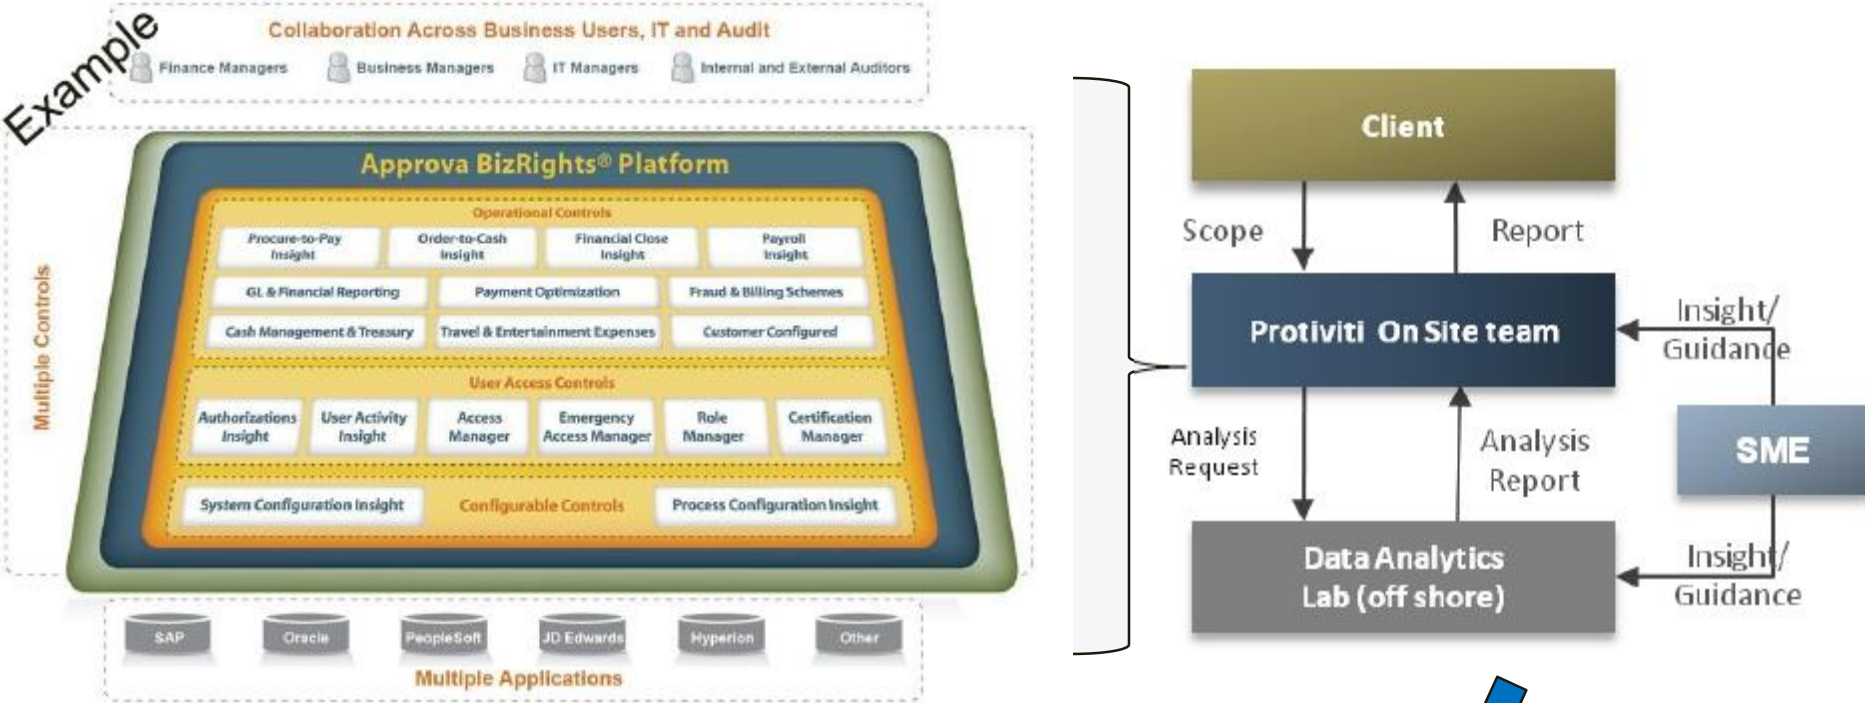 Example
Collaboration Across Business Users, IT and Audit
Finance Managers
Business Managers
IT Managers
Internal and External Auditors
Multiple Controls
Approva BizRights® Platform
Operational Controls
Procure-to-Pay
Insight
Order-to-Cash
Insight
Financial Close
Insight
Payroll
Insight
GL & Financial Reporting
Payment Optimization
Fraud & Billing Schemes
Cash Management & Treasury
Travel & Entertainment Expenses
Customer Configured
User Access Controls
Authorizations
Insight
User Activity
Insight
Access
Manager
Emergency
Access Manager
Role
Manager
Certification
Manager
System Configuration Insight
Configurable Controls
Process Configuration Insight
SAP
Oracle
PeopleSoft
JD Edwards
Hyperion
Other
Multiple Applications
Client
Scope
Report
Protiviti On Site team
Insight/
Guidance
Analysis
Request
Analysis
Report
SME
Data Analytics
Lab (off shore)
Insight/
Guidance